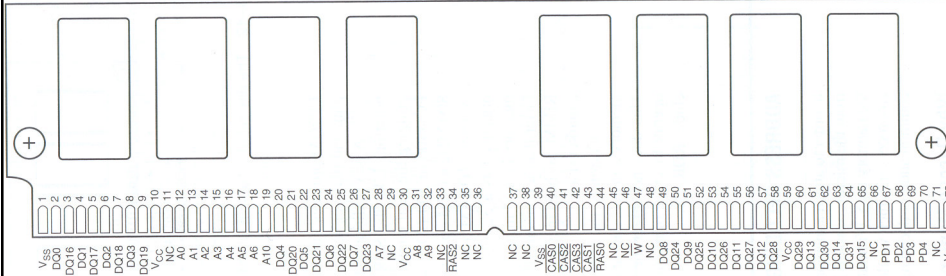 1 2 3 4 5 6 7 8 9 10 11 12 13 14 15 16 17 18 19 20 21 22 23 24 25 26 27 28 29 30 31 32 33 34 35 36 37 38 39 40 41 42 43 44 45 46 47 48 49 50 51 52 53 54 55 56 57 58 59 60 61 62 63 64 65 66 67 68 69 70 71
VSS DQ0 DQ16 DQ1 DQ17 DQ2 DQ18 DQ3 DQ19 VCC NC A0 A1 A2 A3 A4 A5 A6 A10 DQ4 DQ20 DQ5 DQ21 DQ6 DQ22 DQ7 DQ23 A7 NC VCC A8 A9 NC RAS2 NC NC NC NC VSS CAS0 CAS2 CAS3 CAS1 RAS0 NC NC W NC DQ8 DQ24 DQ9 DQ25 DQ10 DQ26 DQ11 DQ27 DQ12 DQ28 VCC DQ29 DQ13 DQ30 DQ14 DQ31 DQ15 NC PD1 PD2 PD3 PD4 NC